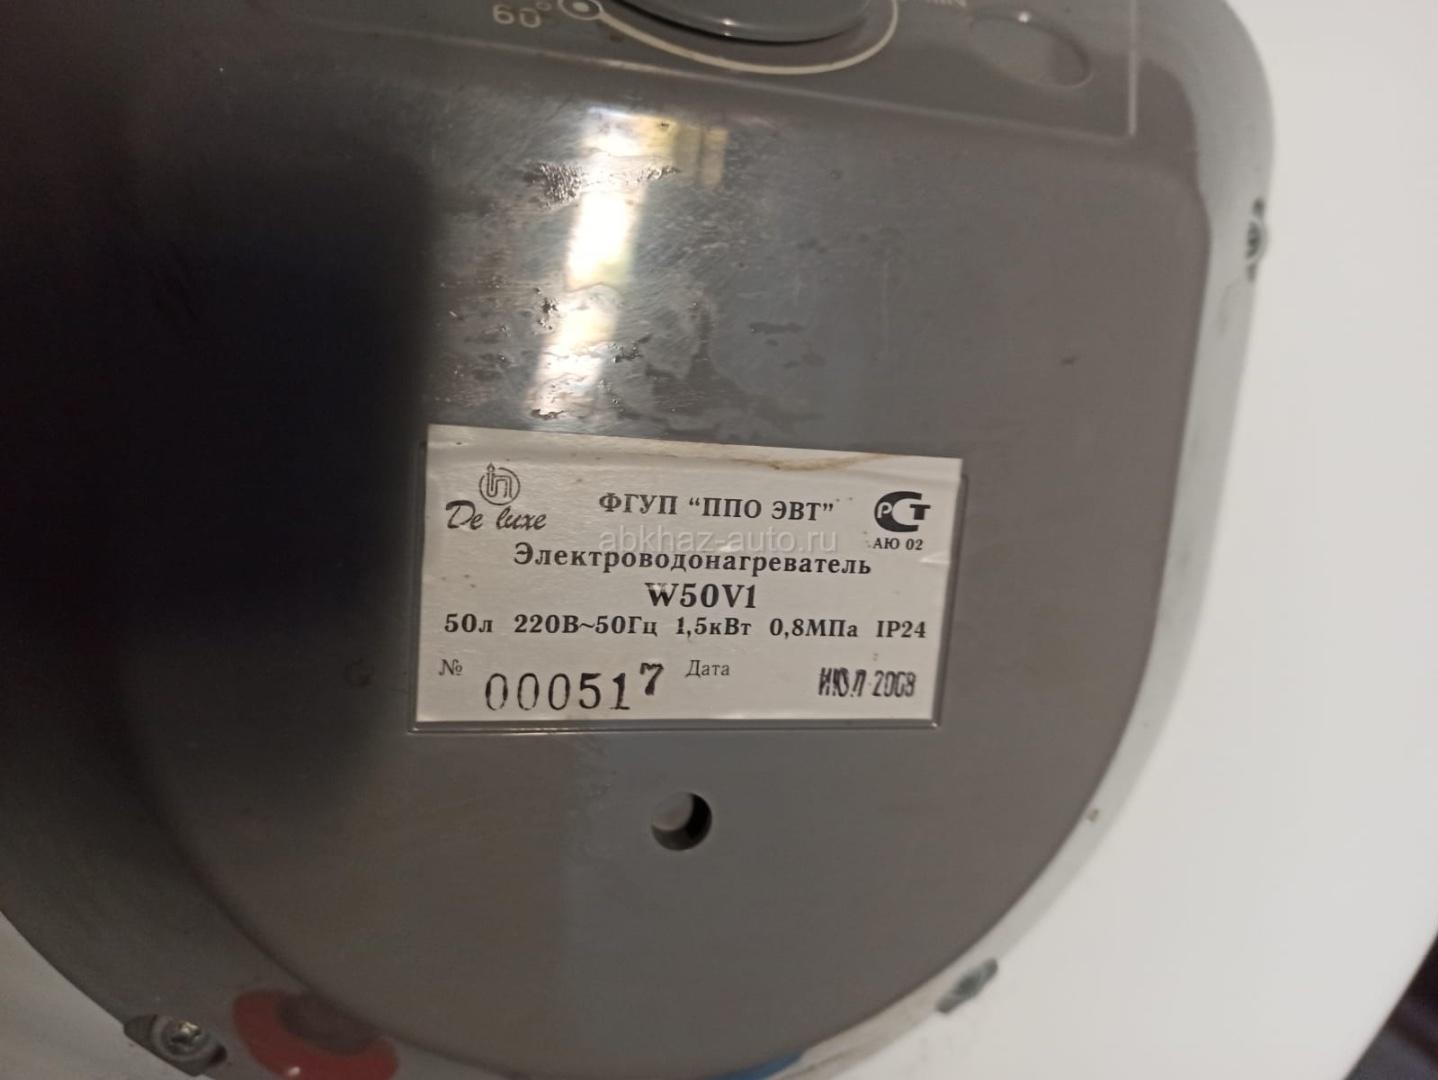 60°
De luxe
ФГУП “ППО ЭВТ”
РСТ
АЮ 02
abkhaz-auto.ru
Электроводонагреватель
W50V1
50л 220В~50Гц 1,5кВт 0,8МПа IP24
№ 000517 Дата ИЮЛ 2008